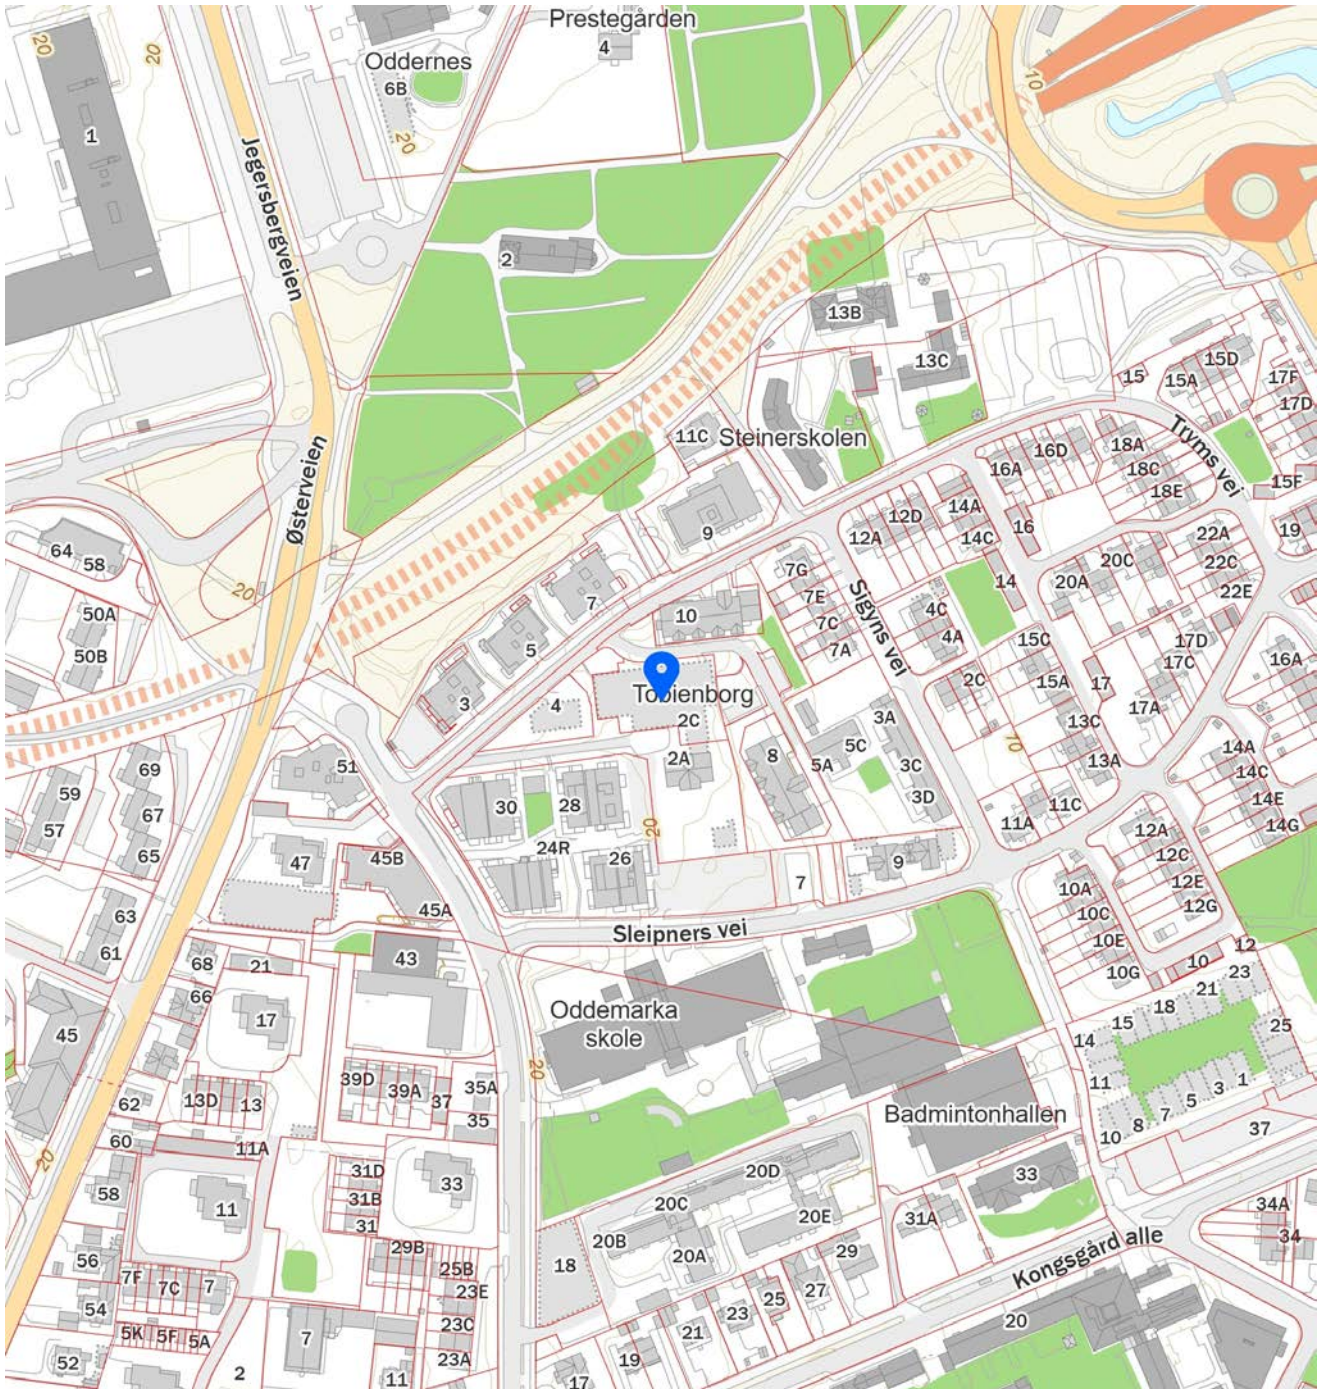 Prestegården
4
20
20
Oddernes
6B
10
1
20
Jegersbergveien
2
13B
13C
15D
15
15A
17F
17D
11C
Steinerskolen
16D
18A
Tryms vei
16A
18C
18E
15F
Østerveien
9
12D
14A
12A
14C
16
22A
19
64
58
20
7G
20C
22C
7
7E
Sigyns vei
14
20A
22E
50A
10
7C
4C
7A
4A
15C
17D
50B
5
17C
16A
3
4
Tobienborg
2C
15A
17
2C
3A
17A
13C
51
2A
8
5C
10
14A
69
5A
3C
13A
14C
59
30
28
3D
11C
14E
67
20
11A
12A
14G
57
24R
65
47
45B
26
7
9
12C
10A
12E
63
45A
10C
12G
61
Sleipners vei
10E
68
21
43
12
10G
10
23
66
17
Oddemarka
skole
21
18
45
15
25
14
20
39D
39A
35A
11
1
13D
13
37
3
62
35
Badmintonhallen
5
7
10
8
60
11A
37
20
31D
20D
33
58
11
31B
33
20C
34A
31
20E
31A
34
20B
29
Kongsgård alle
56
29B
20A
7F
25B
18
7C
7
23E
27
54
25
20
5K
5F
5A
7
23C
23
21
52
23A
19
2
11
17